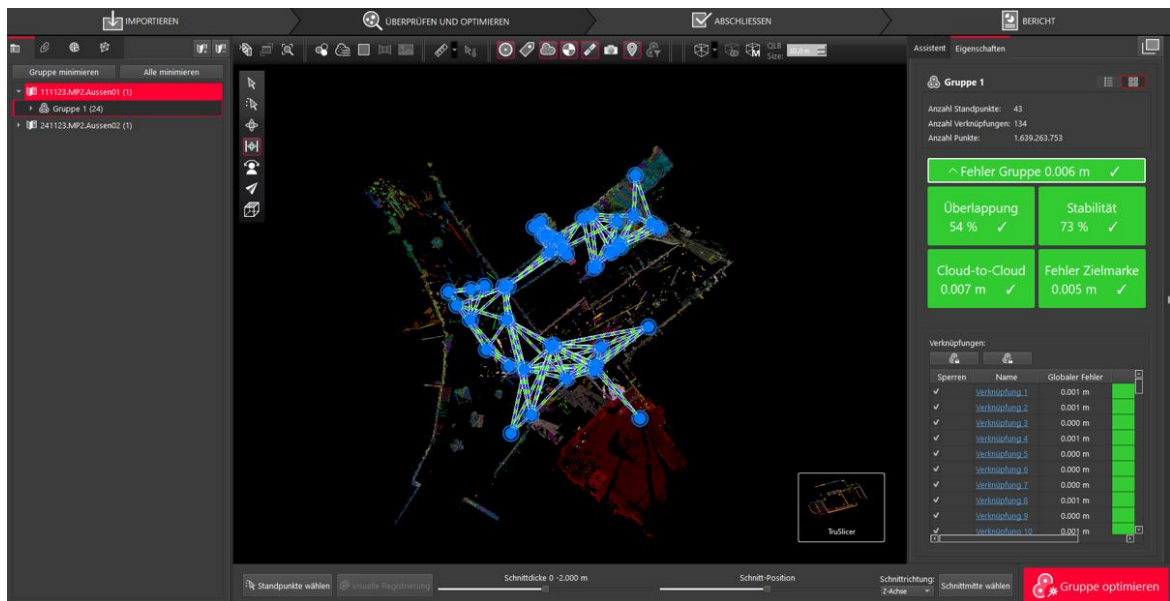 IMPORTIEREN
ÜBERPRÜFEN UND OPTIMIEREN
ABSCHLIESSEN
BERICHT
QLB
Size:
Assistent Eigenschaften
Gruppe minimieren Alle minimieren
111123.MP2.Aussen01 (1)
Gruppe 1 (24)
241123.MP2.Aussen02 (1)
Gruppe 1
Anzahl Standpunkte: 43
Anzahl Verknüpfungen: 134
Anzahl Punkte: 1.639.263.753
Fehler Gruppe 0.006 m
Überlappung
54 %
Stabilität
73 %
Cloud-to-Cloud
0.007 m
Fehler Zielmarke
0.005 m
Verknüpfungen:
Sperren Name Globaler Fehler
Verknüpfung 1 0.001 m
Verknüpfung 2 0.001 m
Verknüpfung 3 0.000 m
Verknüpfung 4 0.001 m
Verknüpfung 5 0.000 m
Verknüpfung 6 0.000 m
Verknüpfung 7 0.000 m
Verknüpfung 8 0.001 m
Verknüpfung 9 0.000 m
Verknüpfung 10 0.001 m
TruSlicer
Standpunkte wählen
Visuelle Registrierung
Schnittdicke 0 -2.000 m
Schnitt-Position
Schnittrichtung:
Z-Achse
Schnittmitte wählen
Gruppe optimieren